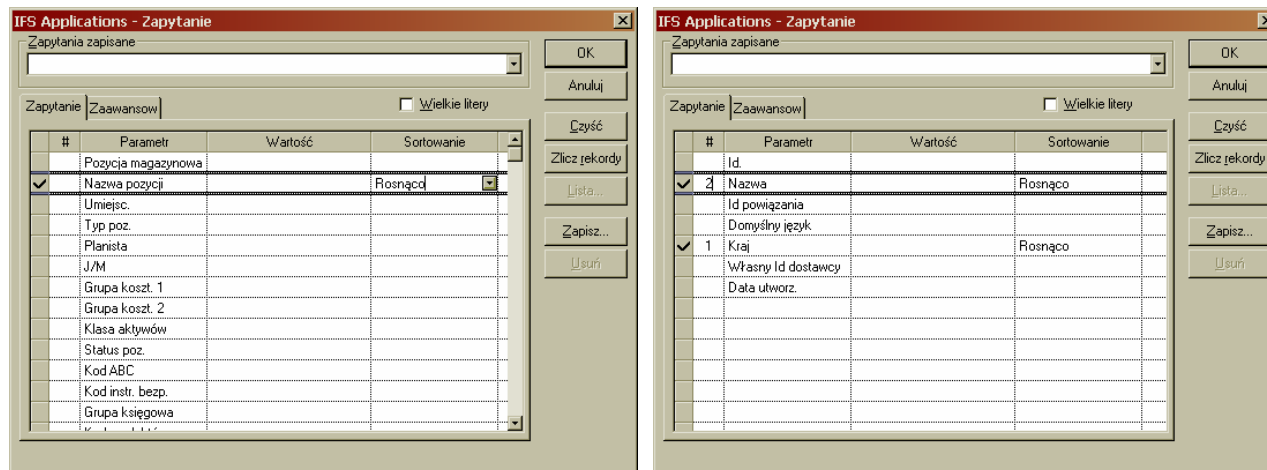 IFS Applications - Zapytanie
Zapytania zapisane
OK
Anuluj
Zapytanie Zaawansow Wielkie litery
Czyść
# Parametr Wartość Sortowanie
Zlicz rekordy
Pozycja magazynowa
Nazwa pozycji Rosnąco
Lista...
Umiejsc.
Typ poz.
Zapisz...
Planista
J/M
Usuń
Grupa koszt. 1
Grupa koszt. 2
Klasa aktywów
Status poz.
Kod ABC
Kod instr. bezp.
Grupa księgowa
IFS Applications - Zapytanie
Zapytania zapisane
OK
Anuluj
Zapytanie Zaawansow Wielkie litery
Czyść
# Parametr Wartość Sortowanie
Zlicz rekordy
Id.
2 Nazwa Rosnąco
Lista...
Id powiązania
Domyślny język
Zapisz...
1 Kraj Rosnąco
Własny Id dostawcy
Usuń
Data utworz.